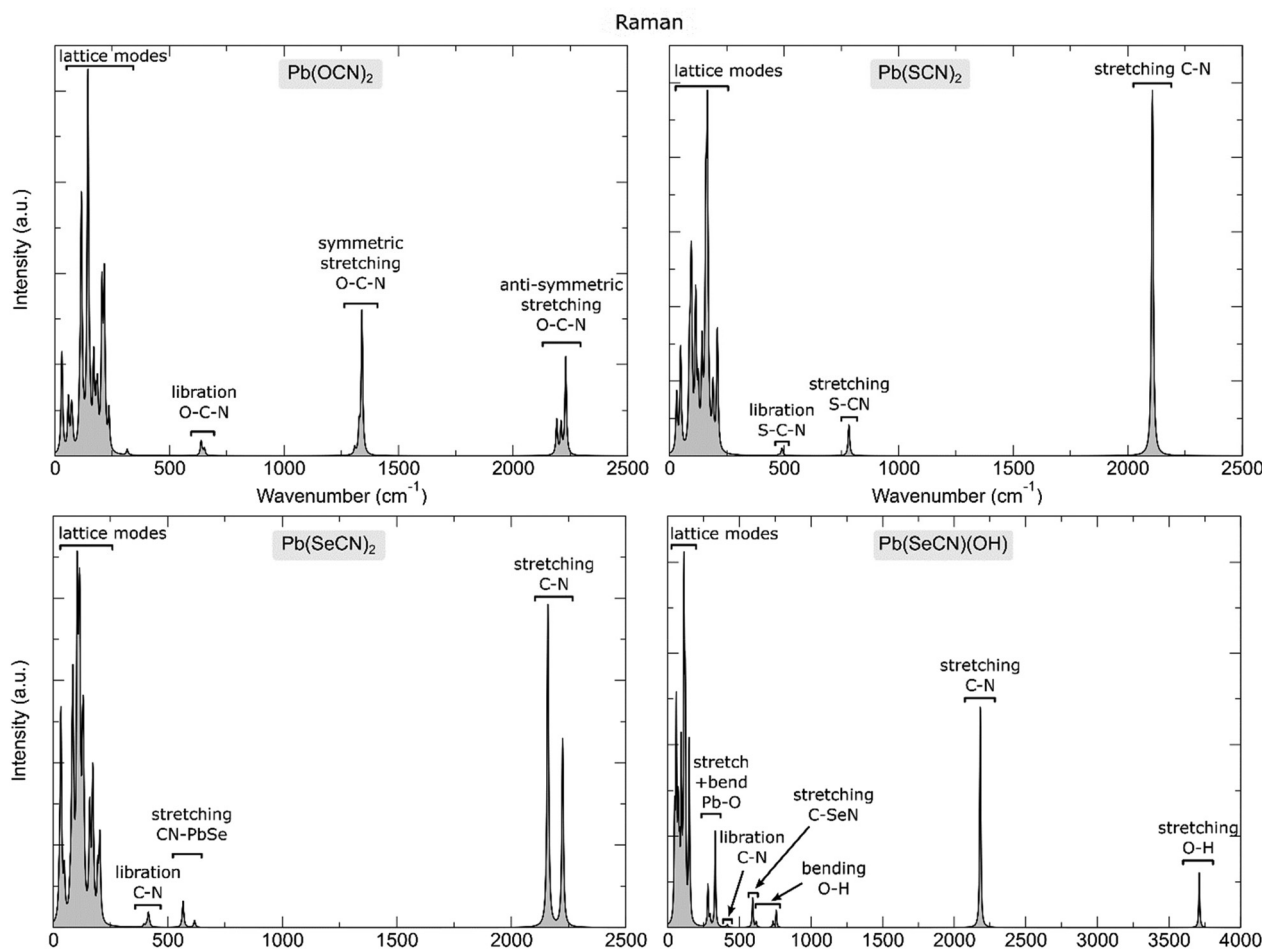 Raman
lattice modes
Pb(OCN)₂
symmetric
stretching
O-C-N
anti-symmetric
stretching
O-C-N
libration
O-C-N
Intensity (a.u.)
0 500 1000 1500 2000 2500
Wavenumber (cm⁻¹)
lattice modes
Pb(SCN)₂
stretching C-N
stretching
S-CN
libration
S-C-N
0 500 1000 1500 2000 2500
Wavenumber (cm⁻¹)
lattice modes
Pb(SeCN)₂
stretching
C-N
stretching
CN-PbSe
libration
C-N
Intensity (a.u.)
0 500 1000 1500 2000 2500
lattice modes
Pb(SeCN)(OH)
stretching
C-N
stretch
+bend
Pb-O
stretching
C-SeN
libration
C-N
bending
O-H
stretching
O-H
0 500 1000 1500 2000 2500 3000 3500 4000